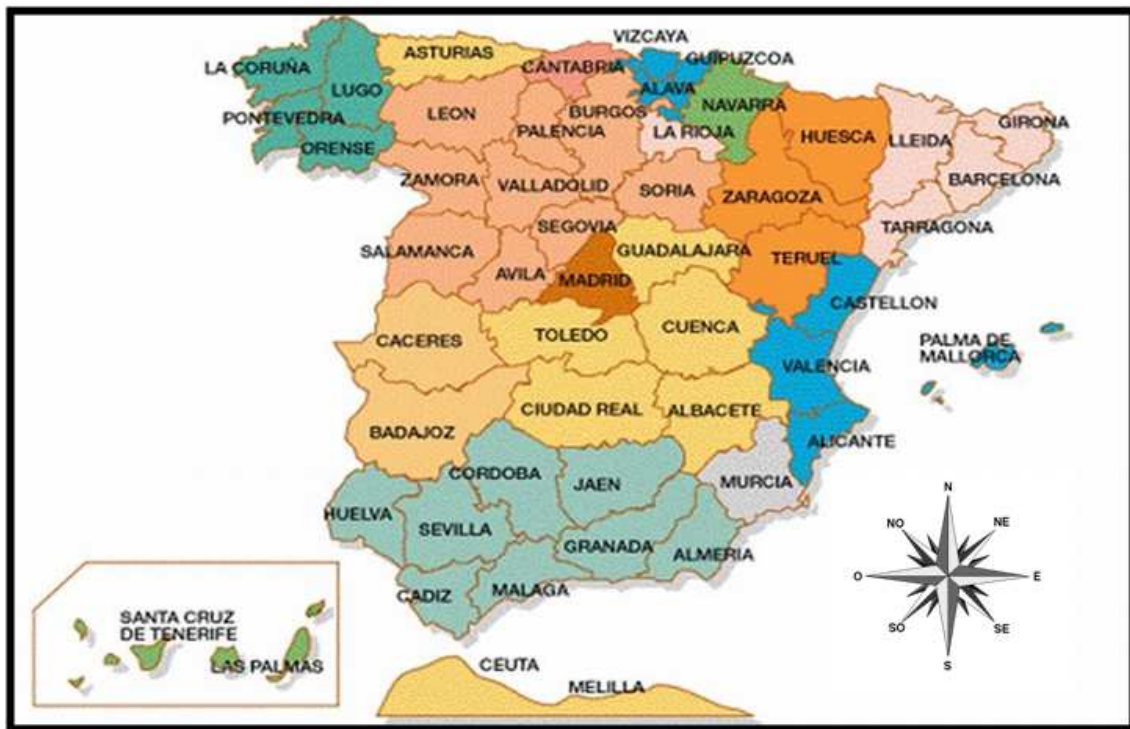 VIZCAYA
ASTURIAS
GUIPUZCOA
LA CORUÑA
CANTABRIA
LUGO
ALAVA
NAVARRA
LEON
BURGOS
PONTEVEDRA
PALENCIA
LA RIOJA
HUESCA
LLEIDA
GIRONA
ORENSE
ZAMORA
VALLADOLID
SORIA
ZARAGOZA
BARCELONA
SEGOVIA
TARRAGONA
SALAMANCA
GUADALAJARA
TERUEL
AVILA
MADRID
CASTELLON
CACERES
TOLEDO
CUENCA
PALMA DE
MALLORCA
VALENCIA
CIUDAD REAL
ALBACETE
BADAJOZ
ALICANTE
CORDOBA
JAEN
MURCIA
HUELVA
SEVILLA
GRANADA
ALMERIA
CADIZ
MALAGA
N
NO
NE
O
E
SO
SE
S
SANTA CRUZ
DE TENERIFE
LAS PALMAS
CEUTA
MELILLA